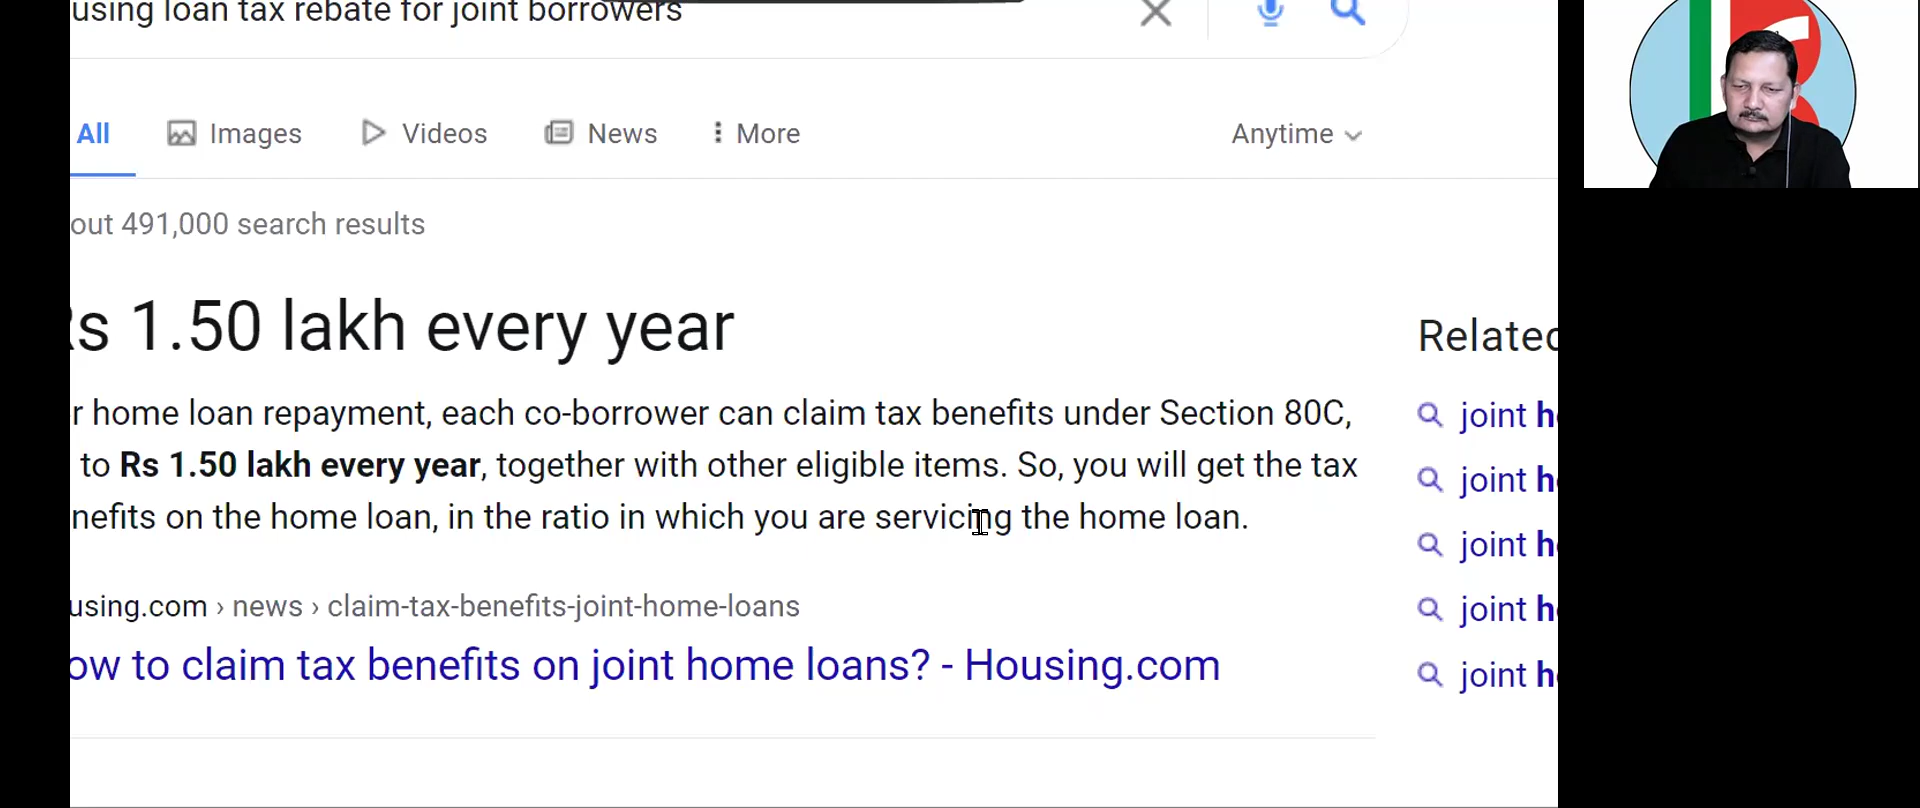 using loan tax rebate for joint borrowers
All Images Videos News More Anytime
out 491,000 search results
Rs 1.50 lakh every year
r home loan repayment, each co-borrower can claim tax benefits under Section 80C,
to Rs 1.50 lakh every year, together with other eligible items. So, you will get the tax
nefits on the home loan, in the ratio in which you are servicing the home loan.
using.com › news › claim-tax-benefits-joint-home-loans
ow to claim tax benefits on joint home loans? - Housing.com
Related
joint h
joint h
joint h
joint h
joint h